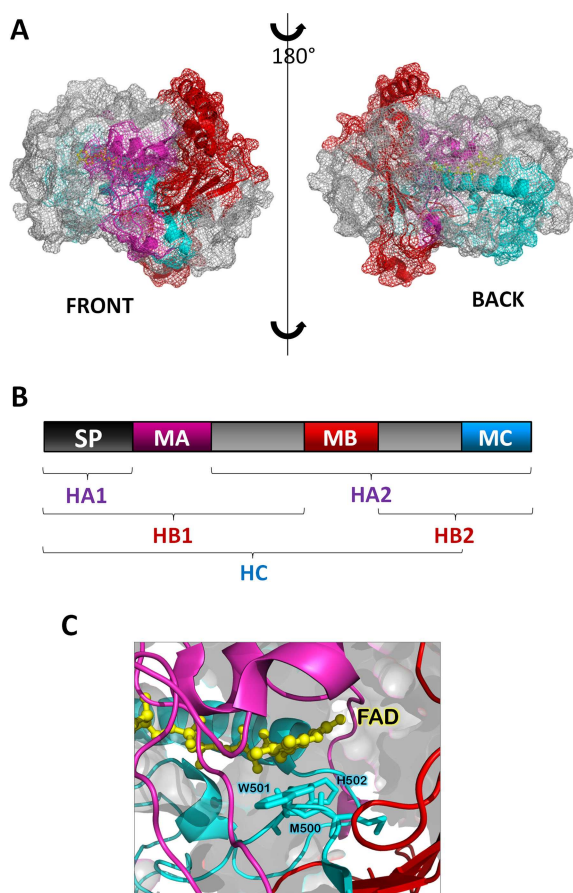 A
180°
FRONT
BACK
B
SP MA MB MC
HA1 HA2
HB1 HB2
HC
C
FAD
W501 H502
M500